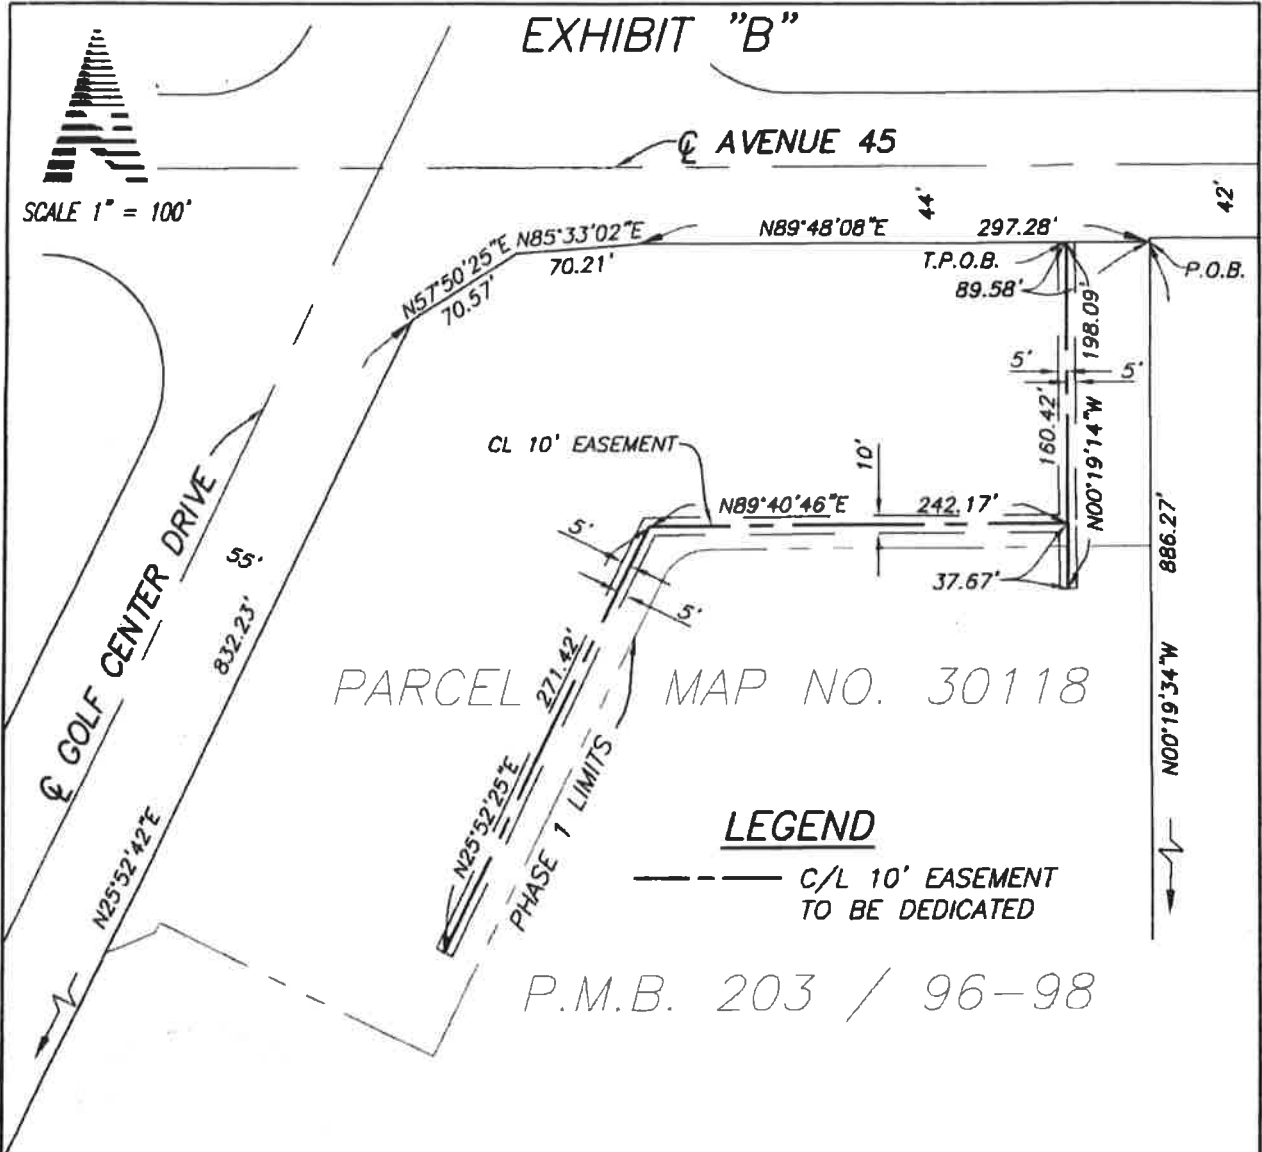 EXHIBIT "B"
SCALE 1" = 100'
℄ AVENUE 45
44'
42'
N89°48'08"E
297.28'
N85°33'02"E
70.21'
N57°50'25"E
70.57'
T.P.O.B.
P.O.B.
89.58'
198.09'
5'
5'
160.42'
N00°19'14"W
CL 10' EASEMENT
10'
N89°40'46"E
242.17'
37.67'
886.27'
N00°19'34"W
5'
5'
℄ GOLF CENTER DRIVE
55'
832.23'
N25°52'42"E
271.42'
N25°52'25"E
PHASE 1 LIMITS
PARCEL MAP NO. 30118
LEGEND
C/L 10' EASEMENT
TO BE DEDICATED
P.M.B. 203 / 96-98